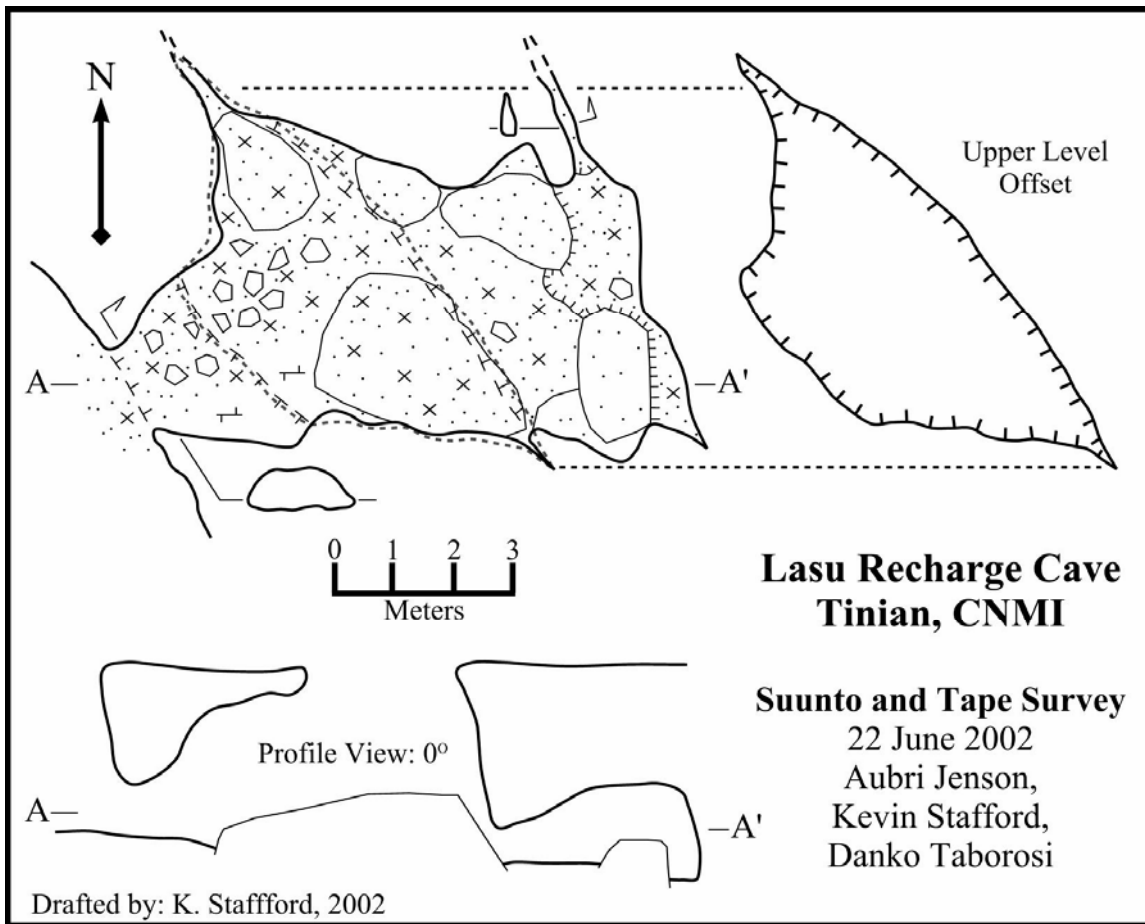 N
Upper Level
Offset
A—
—A'
0 1 2 3
Meters
Lasu Recharge Cave
Tinian, CNMI
Suunto and Tape Survey
22 June 2002
Aubri Jenson,
Kevin Stafford,
Danko Taborosi
Profile View: 0°
A—
—A'
Drafted by: K. Staffford, 2002